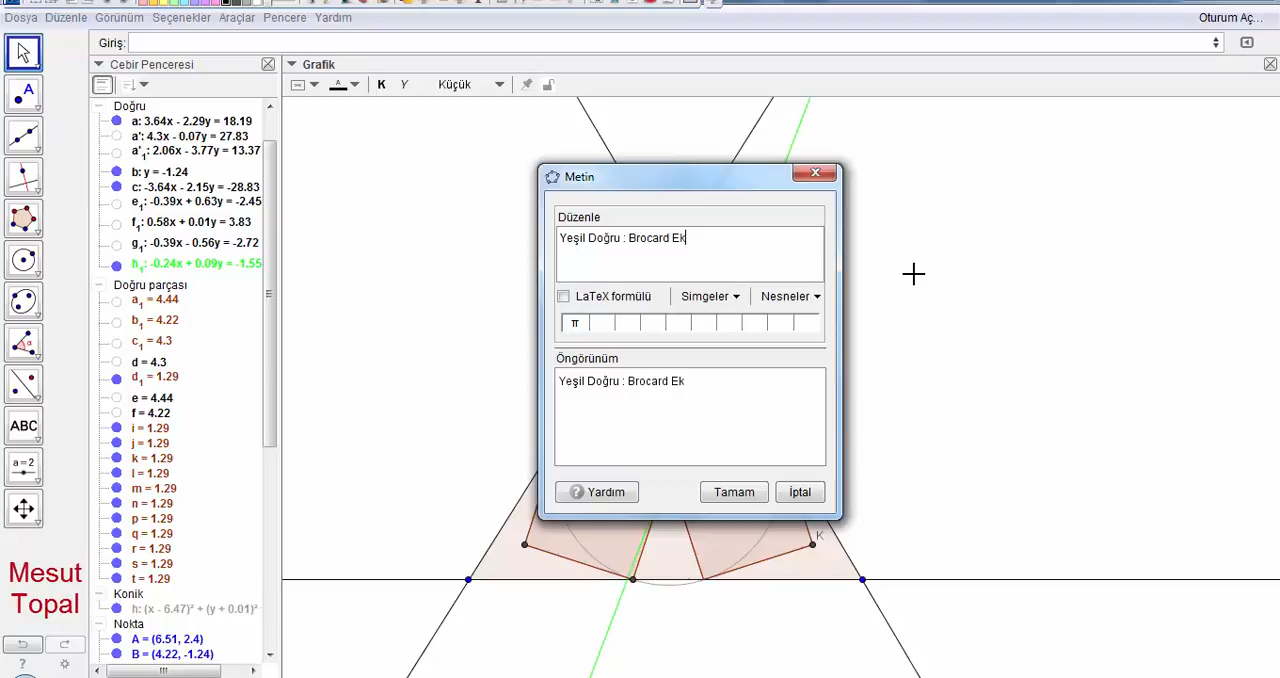 Dosya Düzenle Görünüm Seçenekler Araçlar Pencere Yardım
Oturum Aç...
Giriş:
Cebir Penceresi
Grafik
K Y Küçük
Doğru
a: 3.64x - 2.29y = 18.19
a': 4.3x - 0.07y = 27.83
a'₁: 2.06x - 3.77y = 13.37
b: y = -1.24
c: -3.64x - 2.15y = -28.83
e₁: -0.39x + 0.63y = -2.45
f₁: 0.58x + 0.01y = 3.83
g₁: -0.39x - 0.56y = -2.72
h₁: -0.24x + 0.09y = -1.55
Doğru parçası
a₁ = 4.44
b₁ = 4.22
c₁ = 4.3
d = 4.3
d₁ = 1.29
e = 4.44
f = 4.22
i = 1.29
j = 1.29
k = 1.29
l = 1.29
m = 1.29
n = 1.29
p = 1.29
q = 1.29
r = 1.29
s = 1.29
t = 1.29
Konik
h: (x - 6.47)² + (y + 0.01)²
Nokta
A = (6.51, 2.4)
B = (4.22, -1.24)
A
α
ABC
a=2
Mesut
Topal
?
Metin
Düzenle
Yeşil Doğru : Brocard Ek
LaTeX formülü
Simgeler
Nesneler
π
Öngörünüm
Yeşil Doğru : Brocard Ek
? Yardım
Tamam
İptal
K